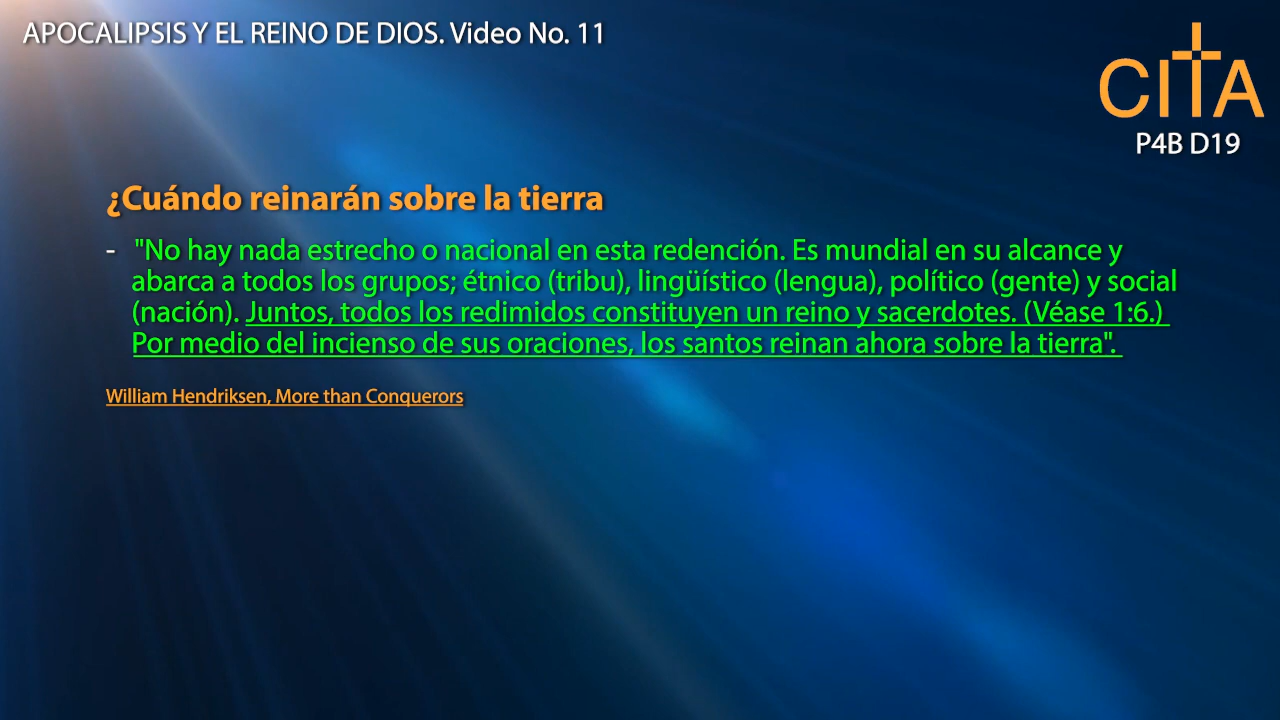 APOCALIPSIS Y EL REINO DE DIOS. Video No. 11
CITA
P4B D19
¿Cuándo reinarán sobre la tierra
- "No hay nada estrecho o nacional en esta redención. Es mundial en su alcance y
abarca a todos los grupos; étnico (tribu), lingüístico (lengua), político (gente) y social
(nación). Juntos, todos los redimidos constituyen un reino y sacerdotes. (Véase 1:6.)
Por medio del incienso de sus oraciones, los santos reinan ahora sobre la tierra".
William Hendriksen, More than Conquerors